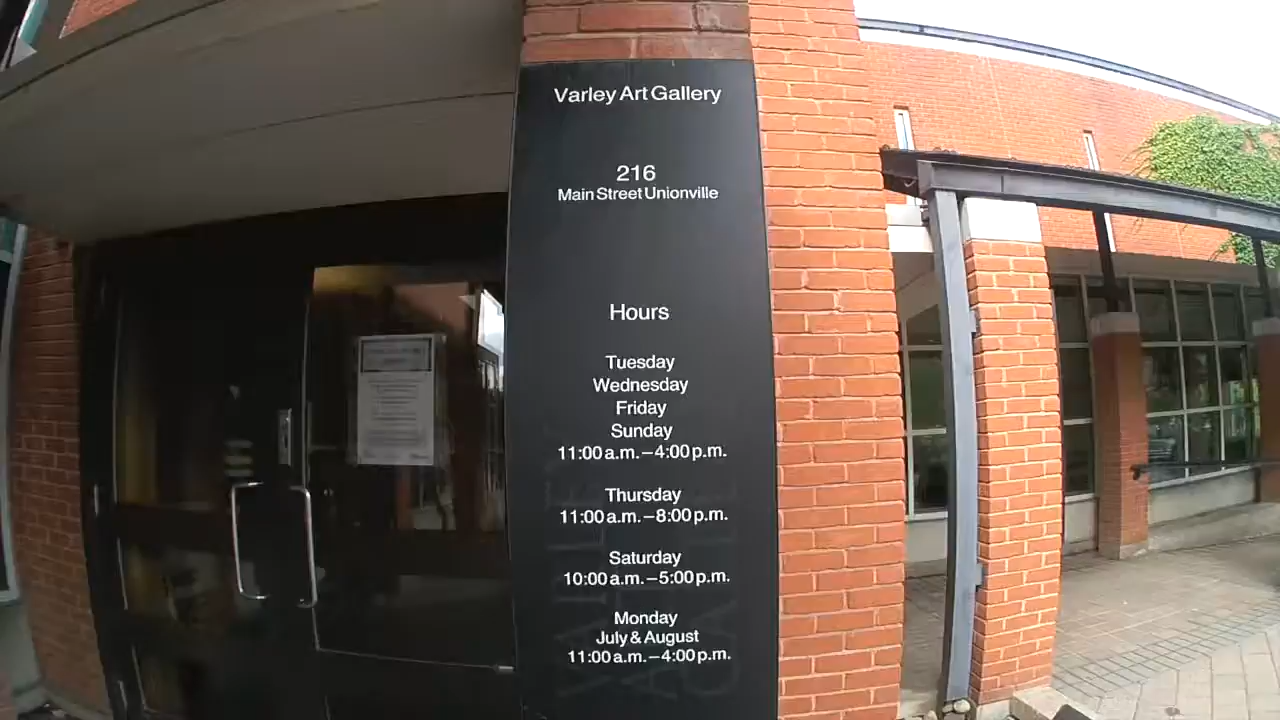 Varley Art Gallery
216
Main Street Unionville
Hours
Tuesday
Wednesday
Friday
Sunday
11:00 a.m. – 4:00 p.m.
Thursday
11:00 a.m. – 8:00 p.m.
Saturday
10:00 a.m. – 5:00 p.m.
Monday
July & August
11:00 a.m. – 4:00 p.m.